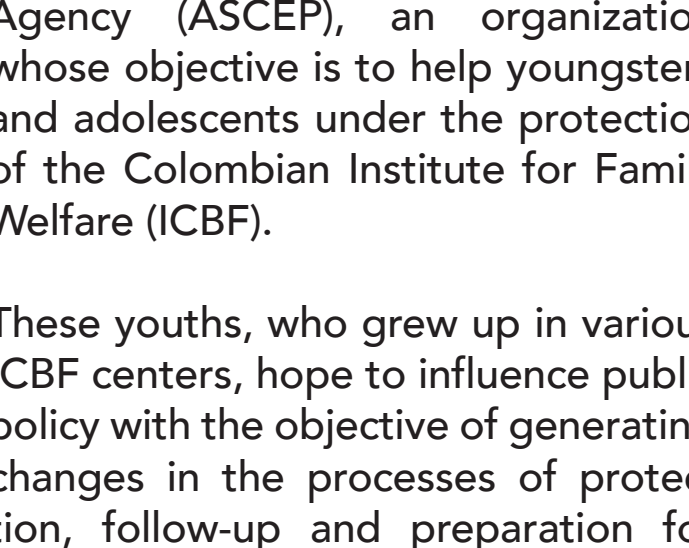 Agency (ASCEP), an organizatio
whose objective is to help youngster
and adolescents under the protectio
of the Colombian Institute for Fami
Welfare (ICBF).
These youths, who grew up in variou
ICBF centers, hope to influence publ
policy with the objective of generatin
changes in the processes of protec
tion, follow-up and preparation fo